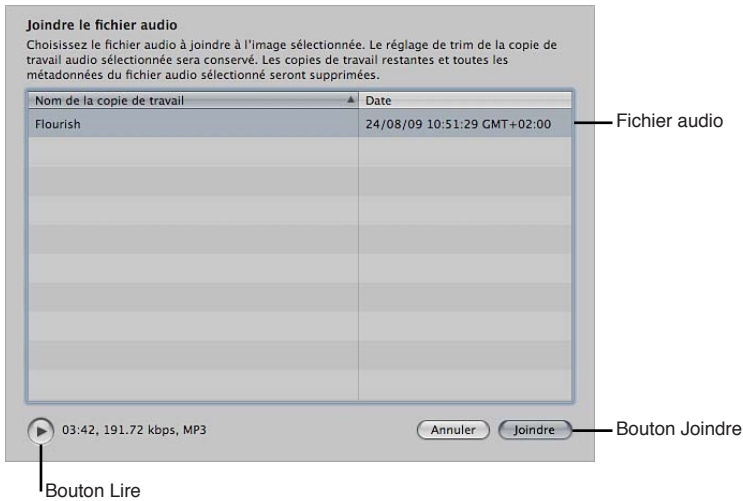 Joindre le fichier audio
Choisissez le fichier audio à joindre à l'image sélectionnée. Le réglage de trim de la copie de
travail audio sélectionnée sera conservé. Les copies de travail restantes et toutes les
métadonnées du fichier audio sélectionné seront supprimées.
Nom de la copie de travail Date
Flourish 24/08/09 10:51:29 GMT+02:00
Fichier audio
03:42, 191.72 kbps, MP3
Annuler Joindre
Bouton Joindre
Bouton Lire